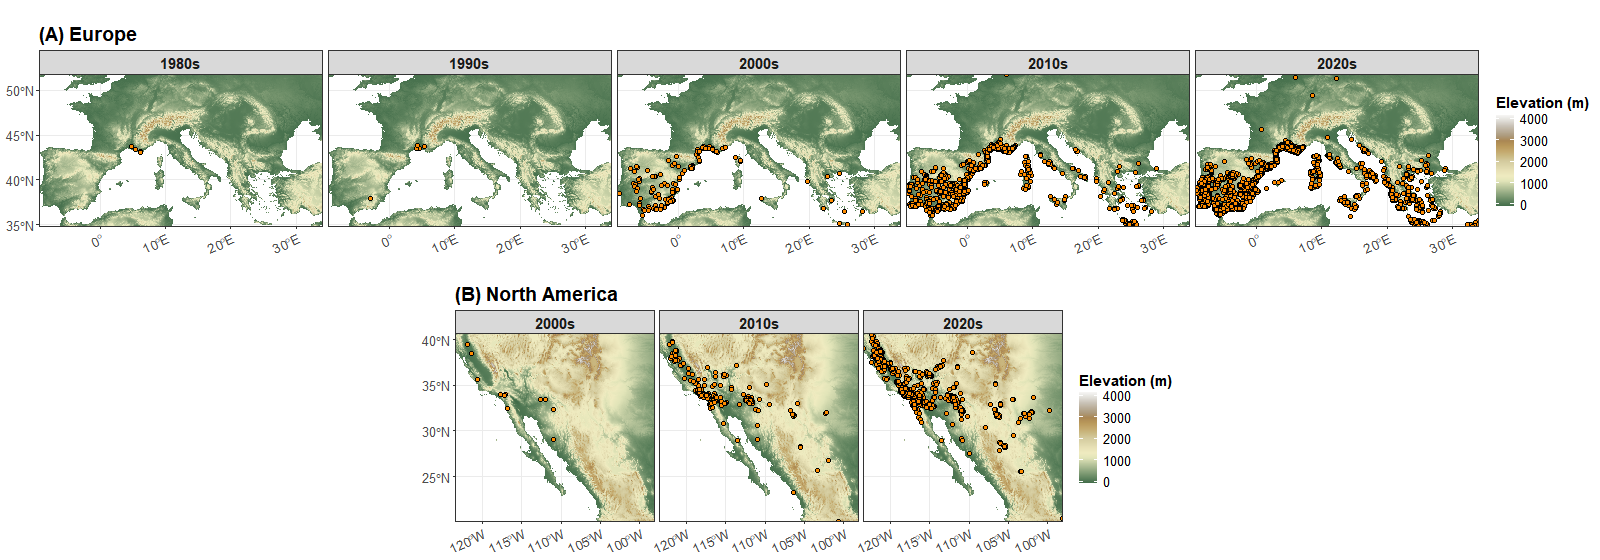 (A) Europe
1980s 1990s 2000s 2010s 2020s
50°N
45°N
40°N
35°N
0° 10°E 20°E 30°E 0° 10°E 20°E 30°E 0° 10°E 20°E 30°E 0° 10°E 20°E 30°E 0° 10°E 20°E 30°E
Elevation (m)
4000
3000
2000
1000
0
(B) North America
2000s 2010s 2020s
40°N
35°N
30°N
25°N
120°W 115°W 110°W 105°W 100°W 120°W 115°W 110°W 105°W 100°W 120°W 115°W 110°W 105°W 100°W
Elevation (m)
4000
3000
2000
1000
0